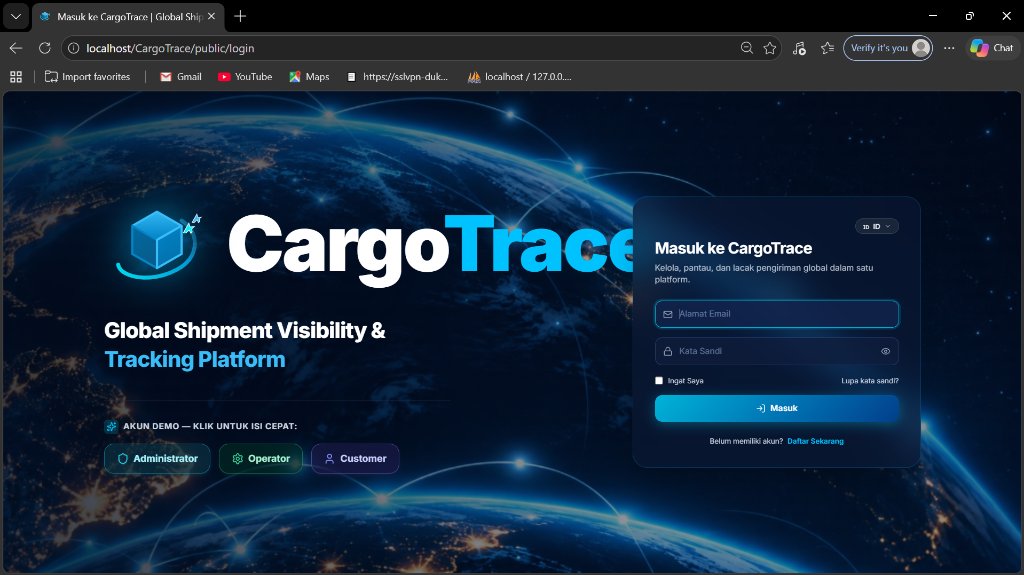 Masuk ke CargoTrace | Global Ship
localhost/CargoTrace/public/login
Verify it's you
Chat
Import favorites
Gmail
YouTube
Maps
https://sslvpn-duk...
localhost / 127.0.0....
CargoTrace
Global Shipment Visibility &
Tracking Platform
AKUN DEMO — KLIK UNTUK ISI CEPAT:
Administrator
Operator
Customer
ID ID
Masuk ke CargoTrace
Kelola, pantau, dan lacak pengiriman global dalam satu
platform.
Alamat Email
Kata Sandi
Ingat Saya
Lupa kata sandi?
Masuk
Belum memiliki akun? Daftar Sekarang